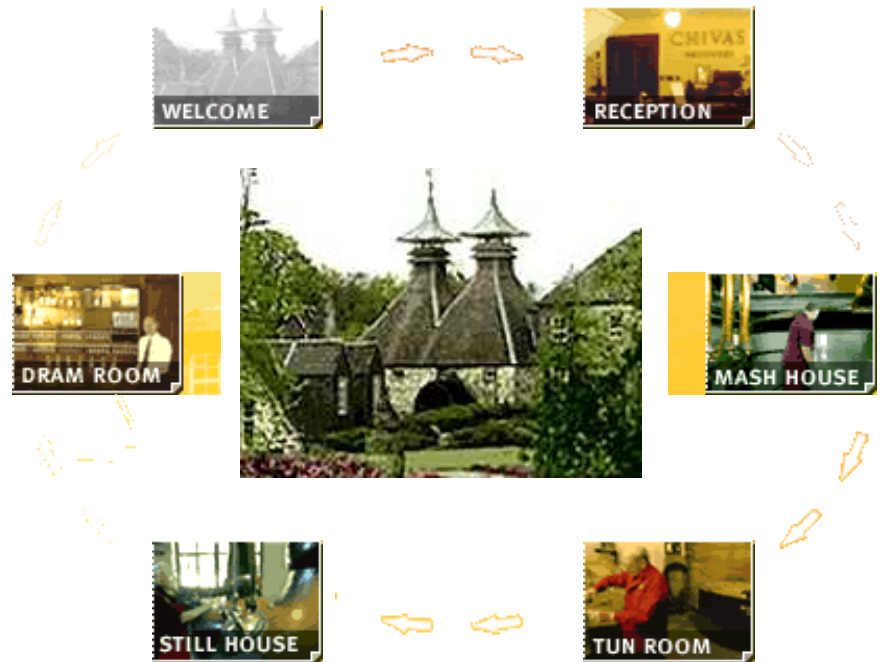 WELCOME
CHIVAS
RECEPTION
DRAM ROOM
MASH HOUSE
STILL HOUSE
TUN ROOM